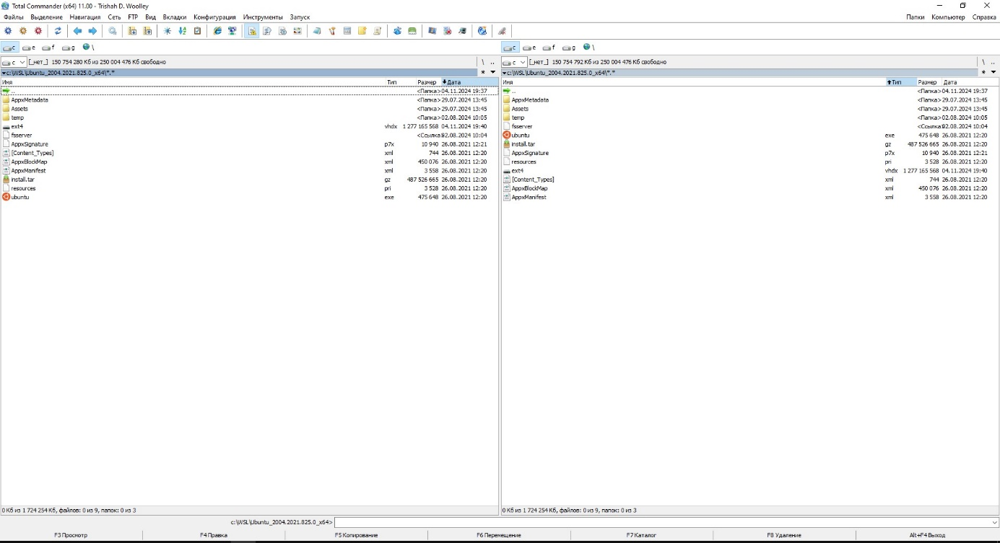 Total Commander (x64) 11.00 - Trishah D. Woolley
Файлы Выделение Навигация Сеть FTP Вид Вкладки Конфигурация Инструменты Запуск Папки Компьютер Справка
c e f g \ c e f g \
c [_нет_] 150 754 280 Кб из 250 004 476 Кб свободно \ .. c [_нет_] 150 754 792 Кб из 250 004 476 Кб свободно \ ..
c:\WSL\Ubuntu_2004.2021.825.0_x64\*.* * c:\WSL\Ubuntu_2004.2021.825.0_x64\*.* *
Имя Тип Размер Дата Имя Тип Размер Дата
.. <Папка> 04.11.2024 19:37 .. <Папка> 04.11.2024 19:37
AppxMetadata <Папка> 29.07.2024 13:45 AppxMetadata <Папка> 29.07.2024 13:45
Assets <Папка> 29.07.2024 13:45 Assets <Папка> 29.07.2024 13:45
temp <Папка> 02.08.2024 10:05 temp <Папка> 02.08.2024 10:05
ext4 vhdx 1 277 165 568 04.11.2024 19:40 fsserver <Ссылка 02.08.2024 10:04
fsserver <Ссылка 02.08.2024 10:04 ubuntu exe 475 648 26.08.2021 12:20
AppxSignature p7x 10 940 26.08.2021 12:21 install.tar gz 487 526 665 26.08.2021 12:20
[Content_Types] xml 744 26.08.2021 12:20 AppxSignature p7x 10 940 26.08.2021 12:21
AppxBlockMap xml 450 076 26.08.2021 12:20 resources pri 3 528 26.08.2021 12:20
AppxManifest xml 3 558 26.08.2021 12:20 ext4 vhdx 1 277 165 568 04.11.2024 19:40
install.tar gz 487 526 665 26.08.2021 12:20 [Content_Types] xml 744 26.08.2021 12:20
resources pri 3 528 26.08.2021 12:20 AppxBlockMap xml 450 076 26.08.2021 12:20
ubuntu exe 475 648 26.08.2021 12:20 AppxManifest xml 3 558 26.08.2021 12:20
0 Кб из 1 724 254 Кб, файлов: 0 из 9, папок: 0 из 3 0 Кб из 1 724 254 Кб, файлов: 0 из 9, папок: 0 из 3
c:\WSL\Ubuntu_2004.2021.825.0_x64>
F3 Просмотр F4 Правка F5 Копирование F6 Перемещение F7 Каталог F8 Удаление Alt+F4 Выход